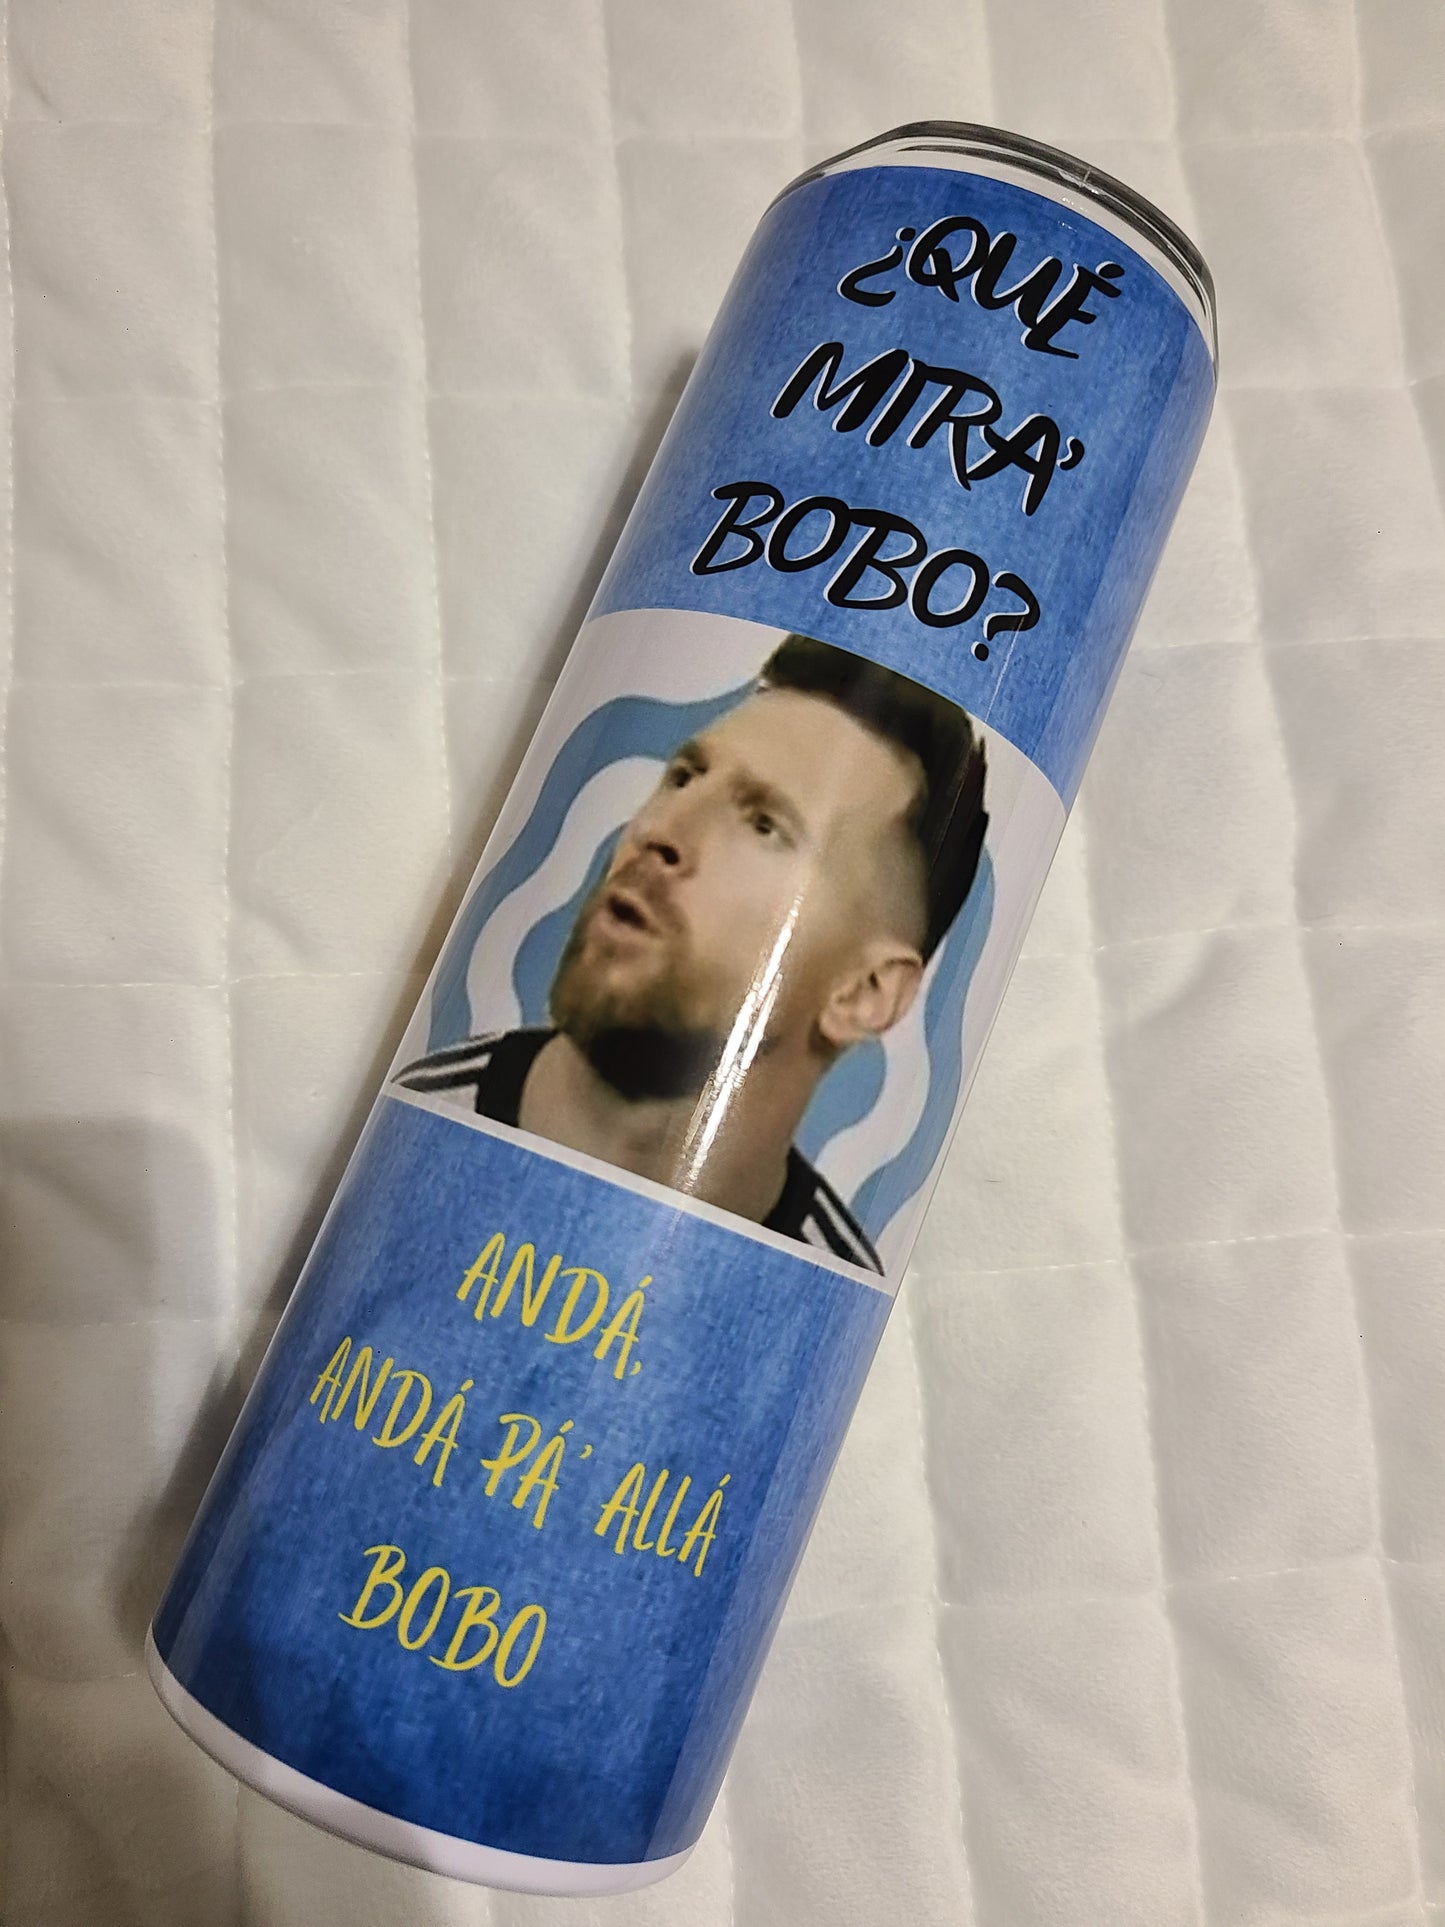 ¿QUÉ
MIRA'
BOBO?
ANDÁ,
ANDÁ PÁ' ALLÁ
BOBO